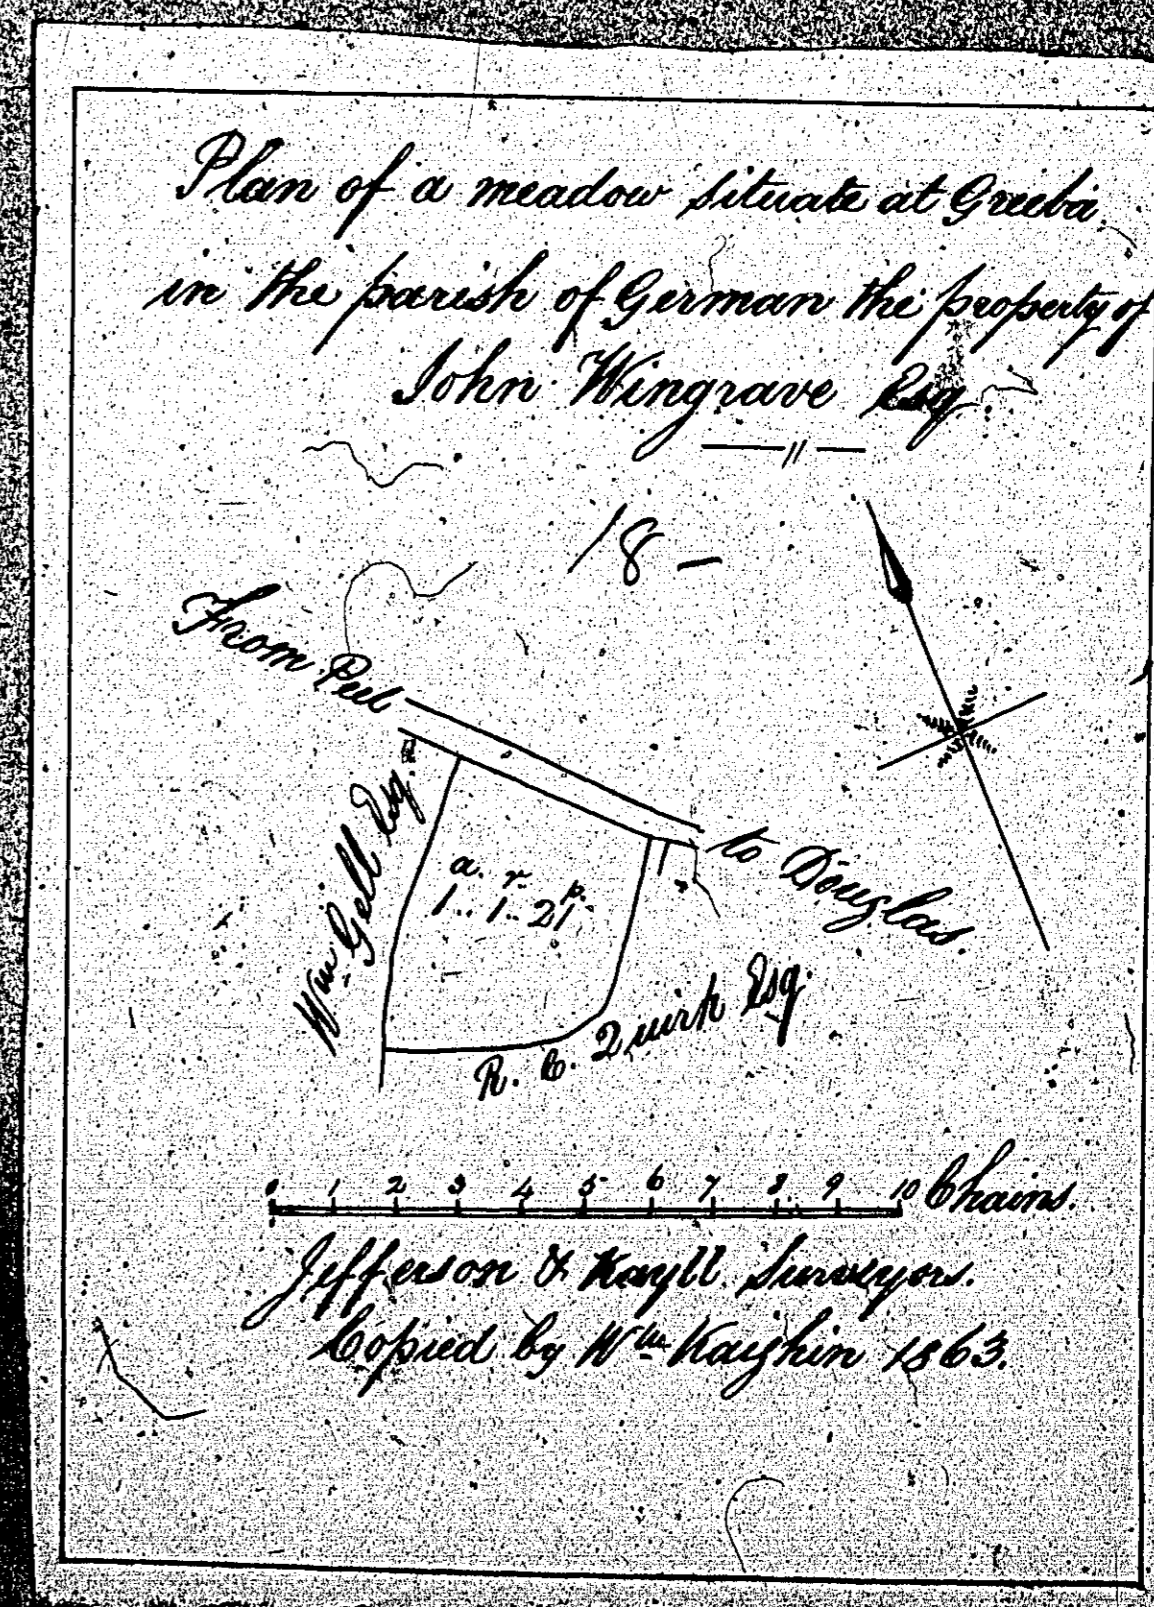 Plan of a meadow situate at Greeba
in the parish of German the property of
John Wingrave Esq.
18-
From Peel
to Douglas.
Wm Gell Esq.
a. r. p.
1 .. 1 .. 21
R. C. Quirk Esq.
0 1 2 3 4 5 6 7 8 9 10 Chains.
Jefferson & Kayll Surveyors.
Copied by Wm Kaighin 1863.